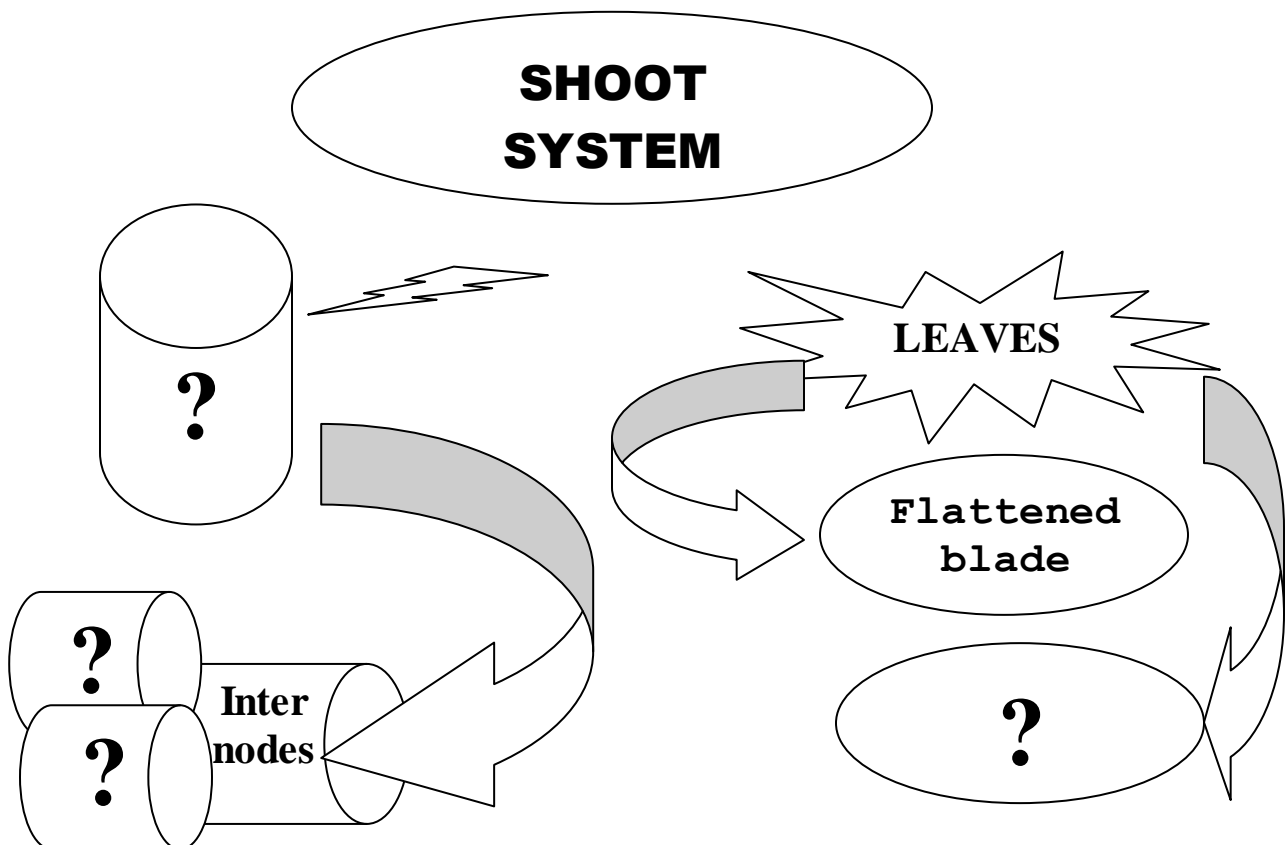 SHOOT
SYSTEM
?
LEAVES
Flattened
blade
?
Inter
nodes
?
?